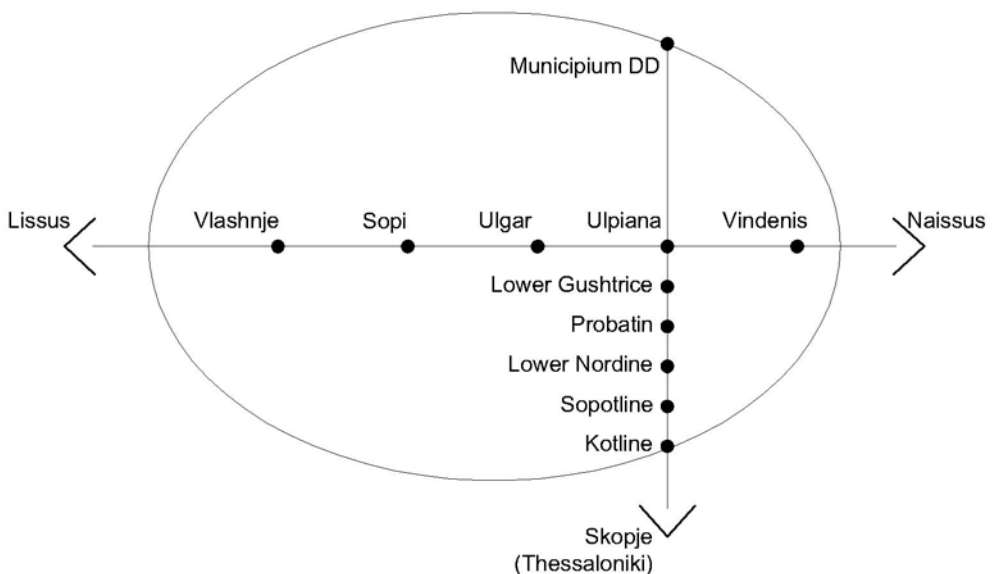 Municipium DD
Lissus
Vlashnje
Sopi
Ulgar
Ulpiana
Vindenis
Naissus
Lower Gushtrice
Probatin
Lower Nordine
Sopotline
Kotline
Skopje
(Thessaloniki)